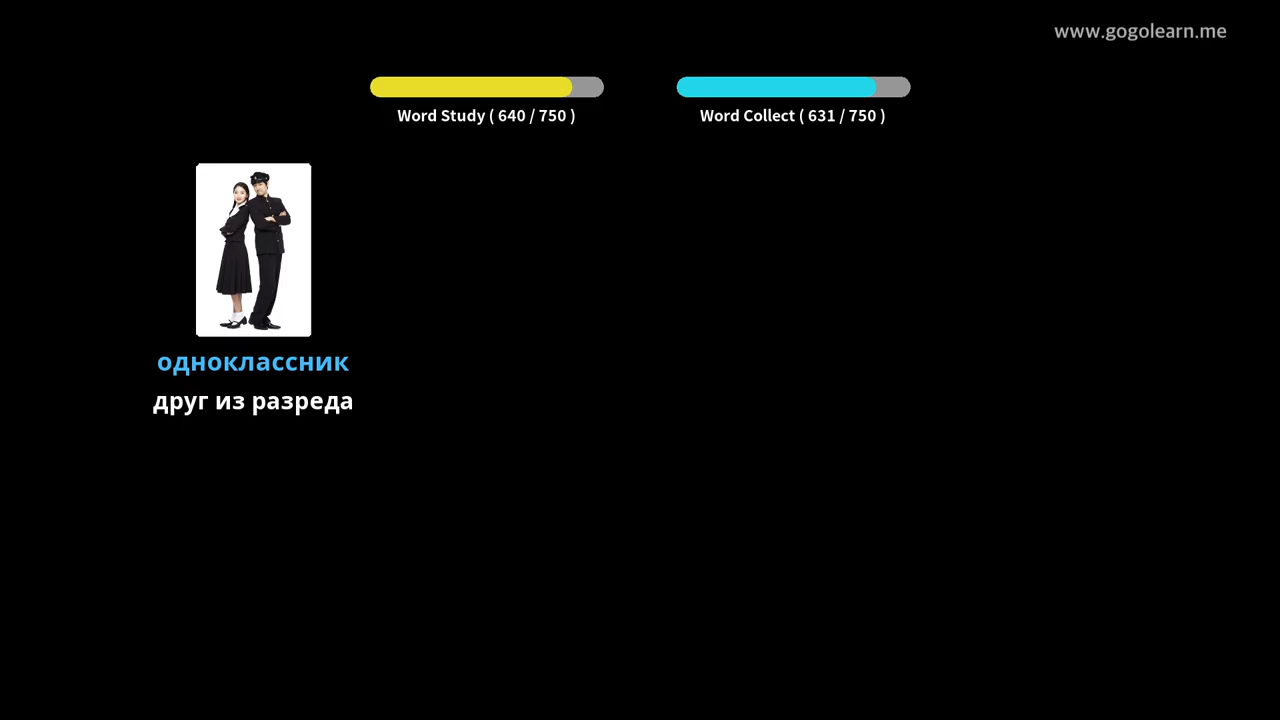 www.gogolearn.me
Word Study ( 640 / 750 )
Word Collect ( 631 / 750 )
одноклассник
друг из разреда